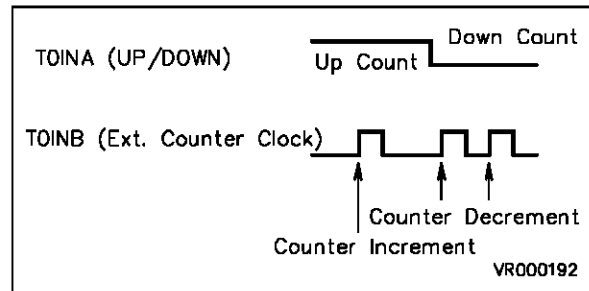 Down Count
TOINA (UP/DOWN)
Up Count
TOINB (Ext. Counter Clock)
Counter Decrement
Counter Increment
VR000192